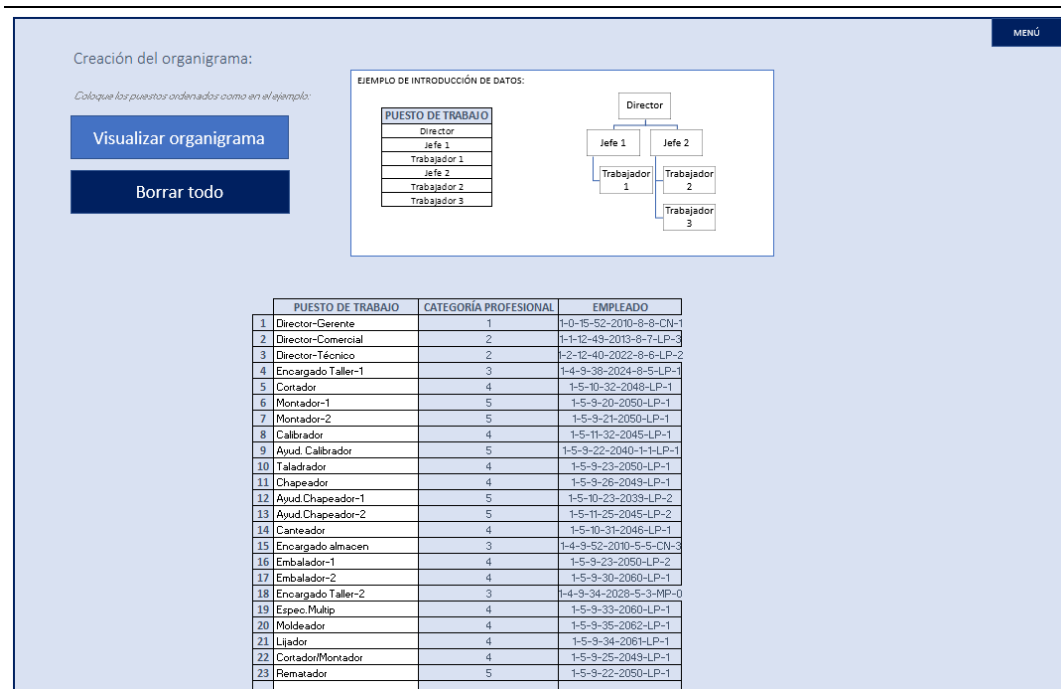 MENÚ
Creación del organigrama:
Coloque los puestos ordenados como en el ejemplo:
Visualizar organigrama
Borrar todo
EJEMPLO DE INTRODUCCIÓN DE DATOS:
PUESTO DE TRABAJO
Director
Jefe 1
Trabajador 1
Jefe 2
Trabajador 2
Trabajador 3
Director
Jefe 1 Jefe 2
Trabajador Trabajador
1 2
Trabajador
3
PUESTO DE TRABAJO CATEGORÍA PROFESIONAL EMPLEADO
1 Director-Gerente 1 1-0-15-52-2010-8-8-CN-1
2 Director-Comercial 2 1-1-12-49-2013-8-7-LP-3
3 Director-Técnico 2 1-2-12-40-2022-8-6-LP-2
4 Encargado Taller-1 3 1-4-9-38-2024-8-5-LP-1
5 Cortador 4 1-5-10-32-2048-LP-1
6 Montador-1 5 1-5-9-20-2050-LP-1
7 Montador-2 5 1-5-9-21-2050-LP-1
8 Calibrador 4 1-5-11-32-2045-LP-1
9 Ayud. Calibrador 5 1-5-9-22-2040-1-1-LP-1
10 Taladrador 4 1-5-9-23-2050-LP-1
11 Chapeador 4 1-5-9-26-2049-LP-1
12 Ayud.Chapeador-1 5 1-5-10-23-2039-LP-2
13 Ayud.Chapeador-2 5 1-5-11-25-2045-LP-2
14 Canteador 4 1-5-10-31-2046-LP-1
15 Encargado almacen 3 1-4-9-52-2010-5-5-CN-3
16 Embalador-1 4 1-5-9-23-2050-LP-2
17 Embalador-2 4 1-5-9-30-2060-LP-1
18 Encargado Taller-2 3 1-4-9-34-2028-5-3-MP-0
19 Espec.Multip 4 1-5-9-33-2060-LP-1
20 Moldeador 4 1-5-9-35-2062-LP-1
21 Lijador 4 1-5-9-34-2061-LP-1
22 Cortador/Montador 4 1-5-9-25-2049-LP-1
23 Rematador 5 1-5-9-22-2050-LP-1